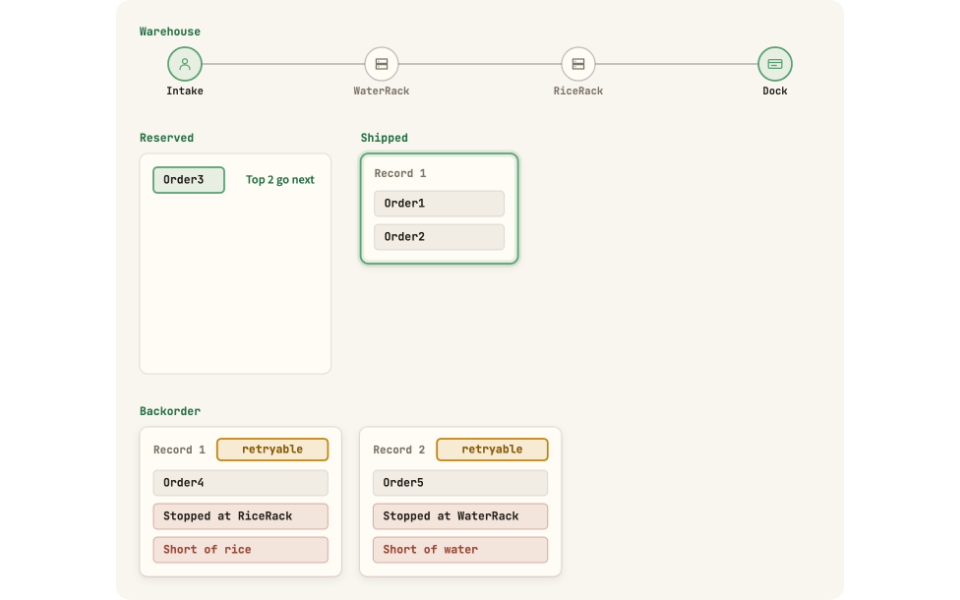 Warehouse
Intake
WaterRack
RiceRack
Dock
Reserved
Order3
Top 2 go next
Shipped
Record 1
Order1
Order2
Backorder
Record 1
retryable
Order4
Stopped at RiceRack
Short of rice
Record 2
retryable
Order5
Stopped at WaterRack
Short of water